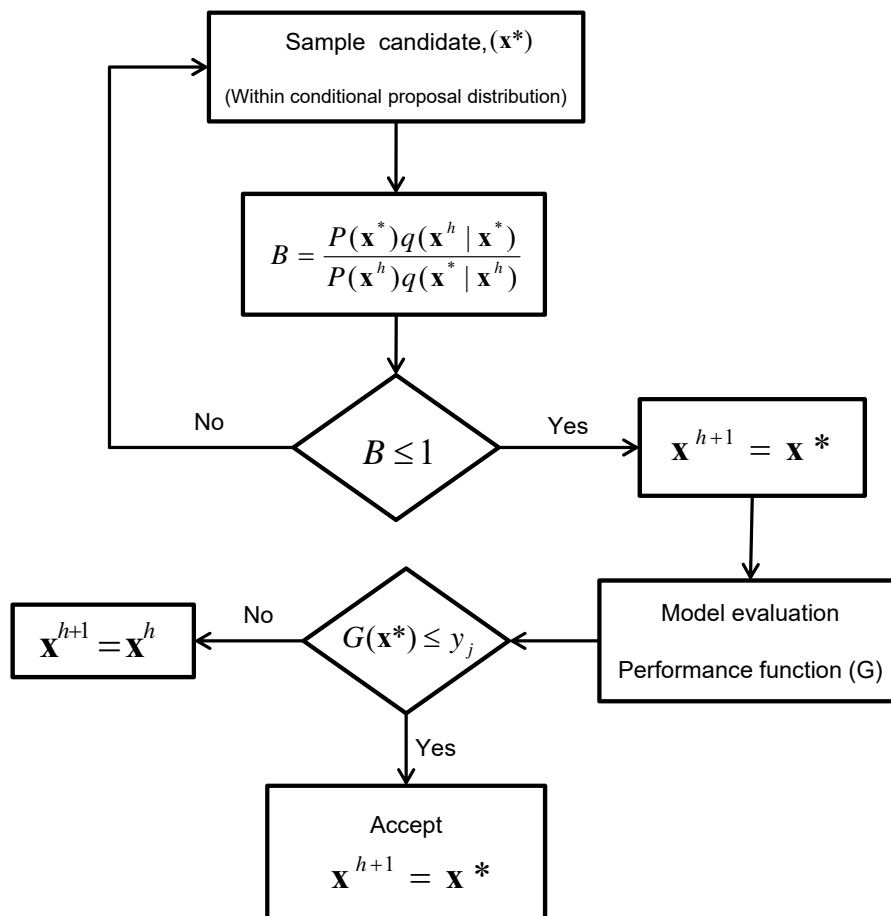 Sample candidate, (x*)
(Within conditional proposal distribution)
B = P(x*)q(x^h | x*) / P(x^h)q(x* | x^h)
No
B ≤ 1
Yes
x^{h+1} = x*
x^{h+1} = x^h
No
G(x*) ≤ y_j
Model evaluation
Performance function (G)
Yes
Accept
x^{h+1} = x*